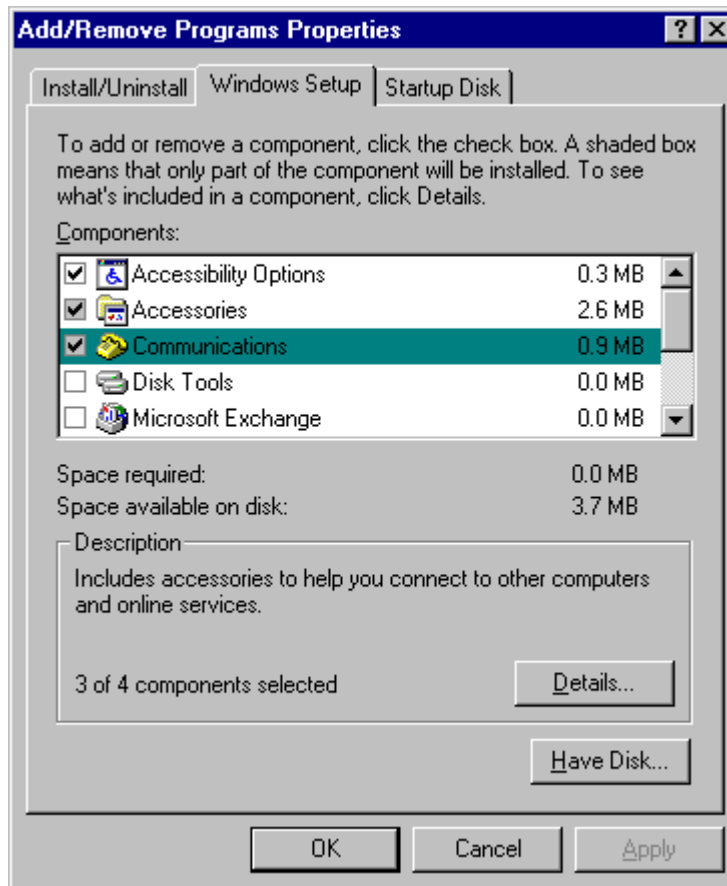 Add/Remove Programs Properties
Install/Uninstall Windows Setup Startup Disk
To add or remove a component, click the check box. A shaded box
means that only part of the component will be installed. To see
what's included in a component, click Details.
Components:
Accessibility Options 0.3 MB
Accessories 2.6 MB
Communications 0.9 MB
Disk Tools 0.0 MB
Microsoft Exchange 0.0 MB
Space required: 0.0 MB
Space available on disk: 3.7 MB
Description
Includes accessories to help you connect to other computers
and online services.
3 of 4 components selected Details...
Have Disk...
OK Cancel Apply